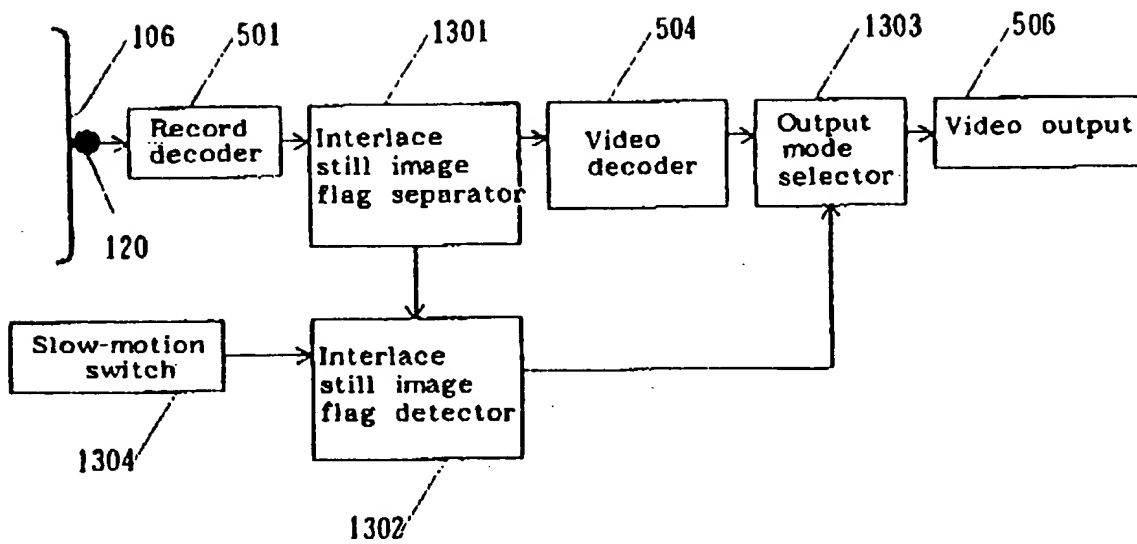 106
501
1301
504
1303
506
Record
decoder
Interlace
still image
flag separator
Video
decoder
Output
mode
selector
Video output
120
Slow-motion
switch
Interlace
still image
flag detector
1304
1302